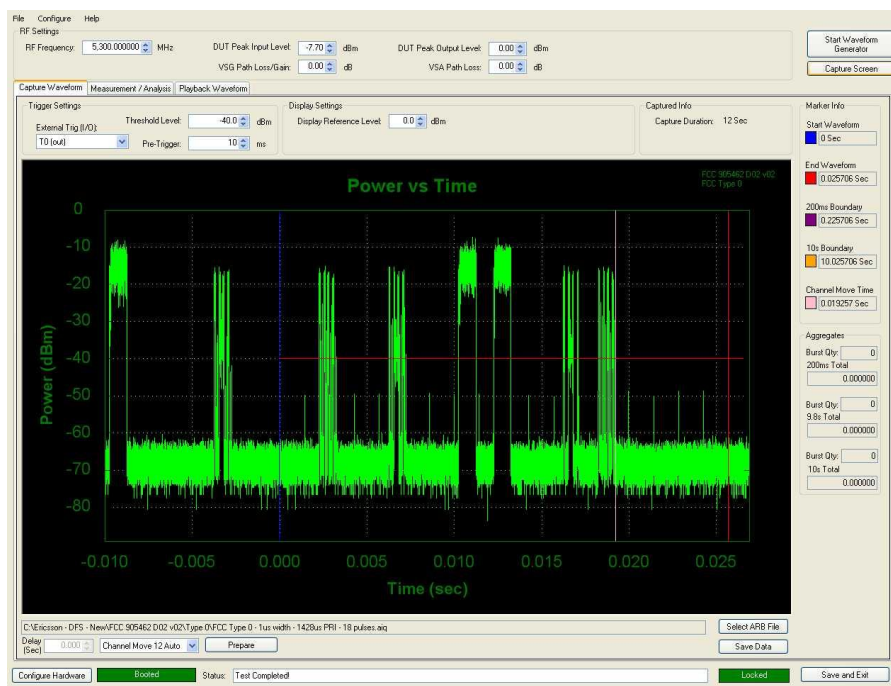 File Configure Help
RF Settings
RF Frequency: 5,300.000000 MHz DUT Peak Input Level: -7.70 dBm DUT Peak Output Level: 0.00 dBm
VSG Path Loss/Gain: 0.00 dB VSA Path Loss: 0.00 dB
Start Waveform Generator
Capture Screen
Capture Waveform Measurement / Analysis Playback Waveform
Trigger Settings
Threshold Level: -40.0 dBm
External Trig (I/O):
T0 (out) Pre-Trigger: 10 ms
Display Settings
Display Reference Level: 0.0 dBm
Captured Info
Capture Duration: 12 Sec
Marker Info
Start Waveform
0 Sec
End Waveform
0.025706 Sec
200ms Boundary
0.225706 Sec
10s Boundary
10.025706 Sec
Channel Move Time
0.019257 Sec
Aggregates
Burst Qty: 0
200ms Total
0.000000
Burst Qty: 0
9.8s Total
0.000000
Burst Qty: 0
10s Total
0.000000
Power vs Time
FCC 905462 D02 v02
FCC Type 0
0
-10
-20
-30
-40
-50
-60
-70
-80
Power (dBm)
-0.010 -0.005 0.000 0.005 0.010 0.015 0.020 0.025
Time (sec)
C:\Ericsson - DFS - New\FCC 905462 D02 v02\Type 0\FCC Type 0 - 1us width - 1428us PRI - 18 pulses.aiq
Select ARB File
Delay (Sec) 0.000 Channel Move 12 Auto Prepare
Save Data
Configure Hardware Booted Status: Test Completed! Locked Save and Exit